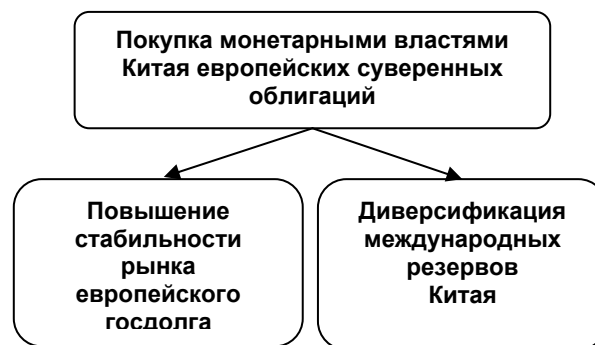 Покупка монетарными властями
Китая европейских суверенных
облигаций
Повышение
стабильности
рынка
европейского
госдолга
Диверсификация
международных
резервов
Китая